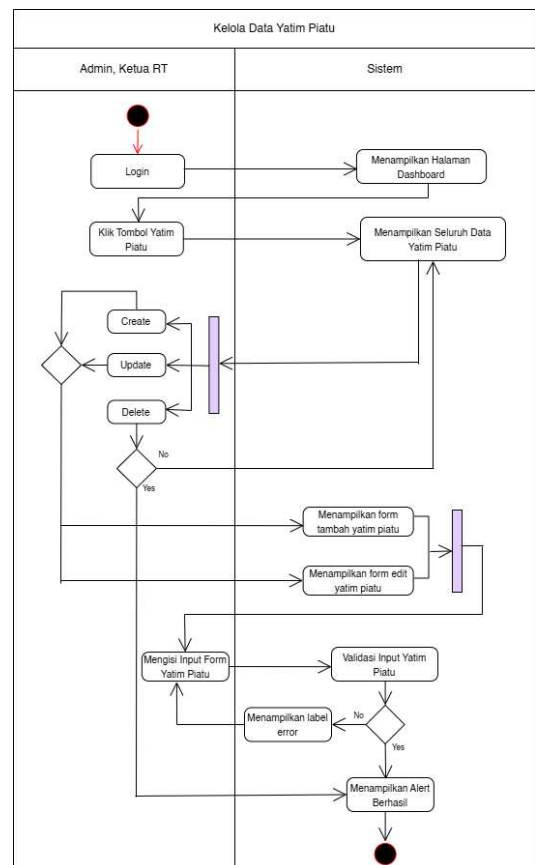 Kelola Data Yatim Piatu
Admin, Ketua RT
Sistem
Login
Menampilkan Halaman
Dashboard
Klik Tombol Yatim
Piatu
Menampilkan Seluruh Data
Yatim Piatu
Create
Update
Delete
No
Yes
Menampilkan form
tambah yatim piatu
Menampilkan form edit
yatim piatu
Mengisi Input Form
Yatim Piatu
Validasi Input Yatim
Piatu
Menampilkan label
error
No
Yes
Menampilkan Alert
Berhasil